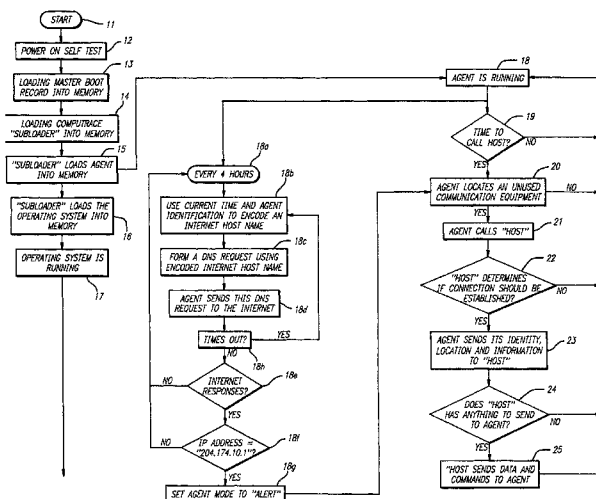 START
11
POWER ON SELF TEST
12
LOADING MASTER BOOT
RECORD INTO MEMORY
13
LOADING COMPUTRACE
"SUBLOADER" INTO MEMORY
14
"SUBLOADER" LOADS AGENT
INTO MEMORY
15
"SUBLOADER" LOADS THE
OPERATING SYSTEM INTO
MEMORY
16
OPERATING SYSTEM IS
RUNNING
17
EVERY 4 HOURS
18a
USE CURRENT TIME AND AGENT
IDENTIFICATION TO ENCODE AN
INTERNET HOST NAME
18b
FORM A DNS REQUEST USING
ENCODED INTERNET HOST NAME
18c
AGENT SENDS THIS DNS
REQUEST TO THE INTERNET
18d
TIMES OUT?
YES
NO
18h
INTERNET
RESPONSES?
18e
NO
YES
IP ADDRESS =
"204.174.10.1"?
18f
NO
YES
SET AGENT MODE TO "ALERT"
18g
AGENT IS RUNNING
18
TIME TO
CALL HOST?
19
NO
YES
AGENT LOCATES AN UNUSED
COMMUNICATION EQUIPMENT
20
NO
YES
AGENT CALLS "HOST"
21
"HOST" DETERMINES
IF CONNECTION SHOULD BE
ESTABLISHED?
22
NO
YES
AGENT SENDS ITS IDENTITY,
LOCATION AND INFORMATION
TO "HOST"
23
DOES "HOST"
HAS ANYTHING TO SEND
TO AGENT?
24
NO
YES
"HOST SENDS DATA AND
COMMANDS TO AGENT
25